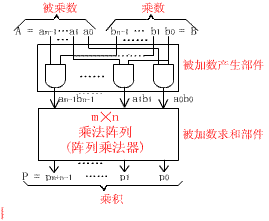 被乘数 乘数
A = am-1 … a1 a0 bn-1 … b1 b0 = B
……
被加数产生部件
am-1bn-1 …… a1b1 a0b0
m×n
乘法阵列
(阵列乘法器)
被加数求和部件
P = pm+n-1 …… p1 p0
乘积